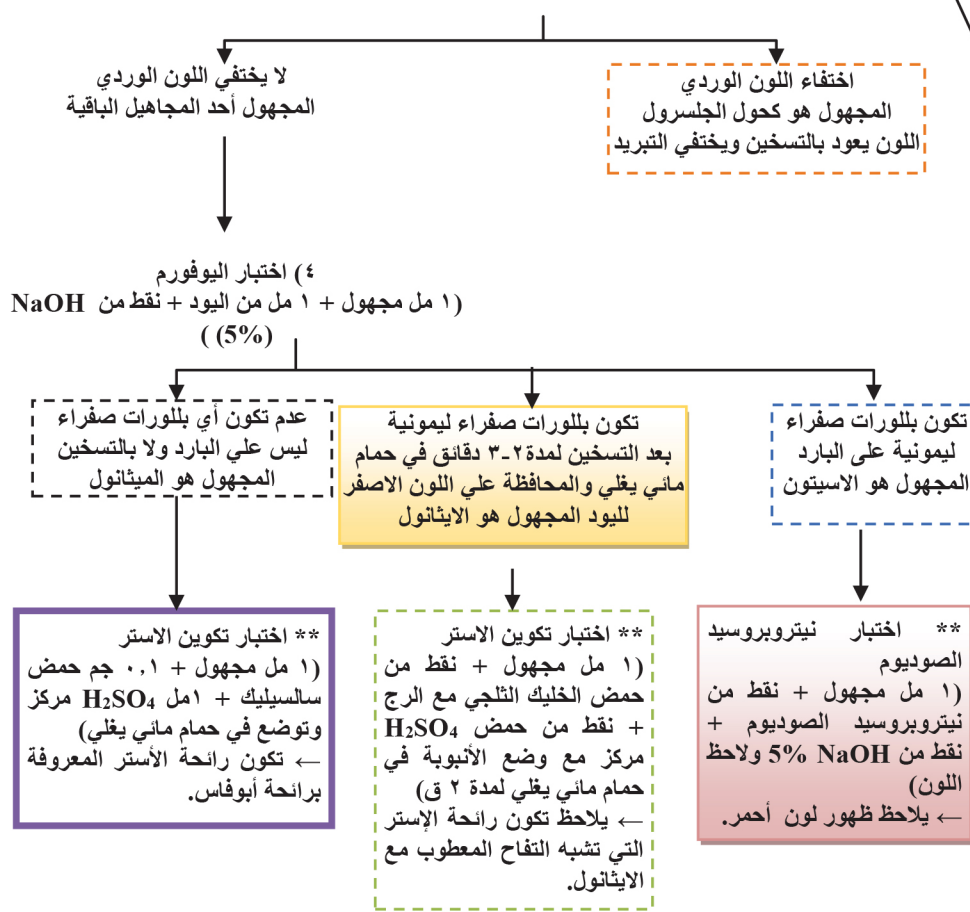 اختفاء اللون الوردي
المجهول هو كحول الجلسرول
اللون يعود بالتسخين ويختفي التبريد
لا يختفي اللون الوردي
المجهول أحد المجاهيل الباقية
٤) اختبار اليوفورم
(١ مل مجهول + ١ مل من اليود + نقط من NaOH
(5%) )
تكون بللورات صفراء
ليمونية على البارد
المجهول هو الاسيتون
تكون بللورات صفراء ليمونية
بعد التسخين لمدة ٢-٣ دقائق في حمام
مائي يغلي والمحافظة علي اللون الاصفر
لليود المجهول هو الايثانول
عدم تكون أي بللورات صفراء
ليس علي البارد ولا بالتسخين
المجهول هو الميثانول
** اختبار نيتروبروسيد
الصوديوم
(١ مل مجهول + نقط من
نيتروبروسيد الصوديوم +
نقط من NaOH 5% ولاحظ
اللون)
← يلاحظ ظهور لون أحمر.
** اختبار تكوين الاستر
(١ مل مجهول + نقط من
حمض الخليك الثلجي مع الرج
+ نقط من حمض H₂SO₄
مركز مع وضع الأنبوبة في
حمام مائي يغلي لمدة ٢ ق)
← يلاحظ تكون رائحة الإستر
التي تشبه التفاح المعطوب مع
الايثانول.
** اختبار تكوين الاستر
(١ مل مجهول + ٠,١ جم حمض
سالسيليك + ١مل H₂SO₄ مركز
وتوضع في حمام مائي يغلي)
← تكون رائحة الأستر المعروفة
برائحة أبوفاس.